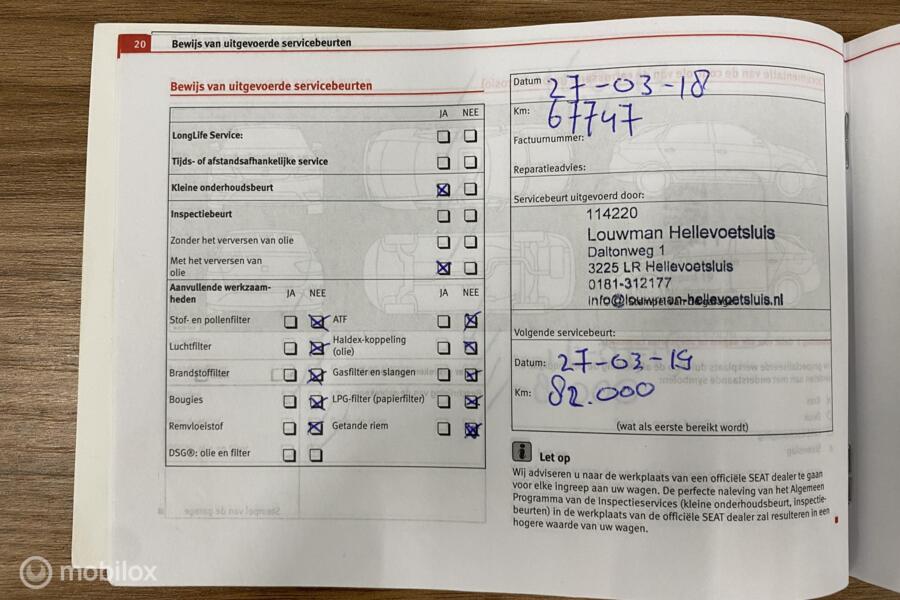 20 Bewijs van uitgevoerde servicebeurten
Bewijs van uitgevoerde servicebeurten
JA NEE
LongLife Service:
Tijds- of afstandsafhankelijke service
Kleine onderhoudsbeurt
Inspectiebeurt
Zonder het verversen van olie
Met het verversen van
olie
Aanvullende werkzaam-
heden
JA NEE
JA NEE
Stof- en pollenfilter ATF
Luchtfilter Haldex-koppeling
(olie)
Brandstoffilter Gasfilter en slangen
Bougies LPG-filter (papierfilter)
Remvloeistof Getande riem
DSG®: olie en filter
Datum 27-03-18
Km: 67747
Factuurnummer:
Reparatieadvies:
Servicebeurt uitgevoerd door:
114220
Louwman Hellevoetsluis
Daltonweg 1
3225 LR Hellevoetsluis
0181-312177
info@louwman-hellevoetsluis.nl
Volgende servicebeurt:
Datum: 27-03-19
Km: 82.000
(wat als eerste bereikt wordt)
i Let op
Wij adviseren u naar de werkplaats van een officiële SEAT dealer te gaan
voor elke ingreep aan uw wagen. De perfecte naleving van het Algemeen
Programma van de Inspectieservices (kleine onderhoudsbeurt, inspectie-
beurten) in de werkplaats van de officiële SEAT dealer zal resulteren in een
hogere waarde van uw wagen.
mobilox